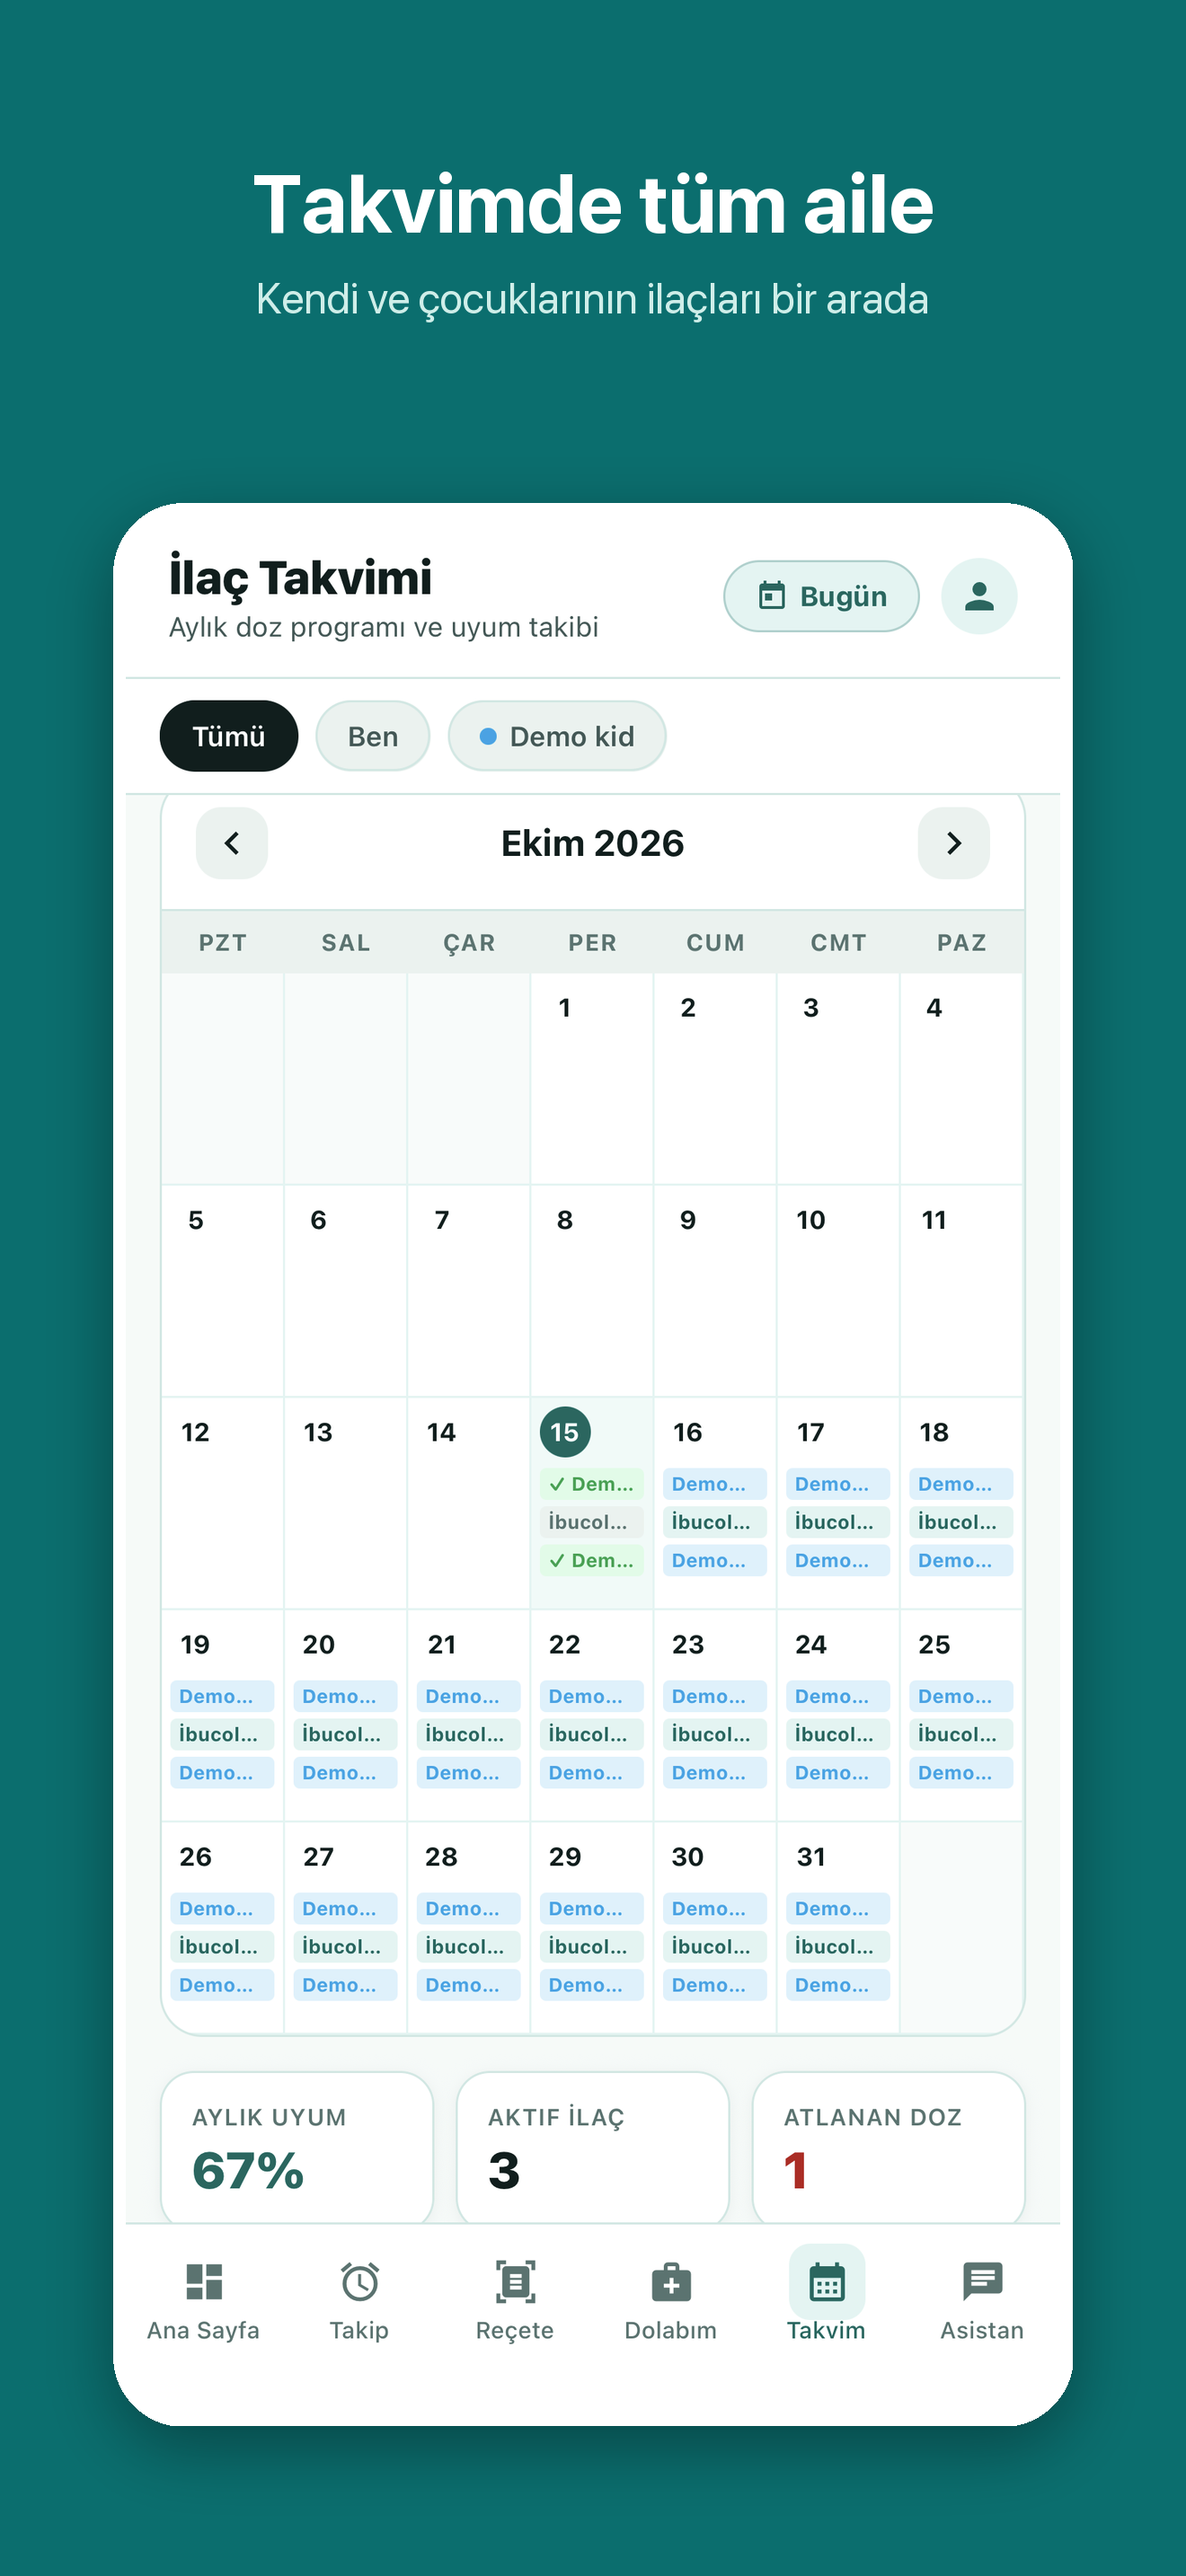 Takvimde tüm aile
Kendi ve çocuklarının ilaçları bir arada
İlaç Takvimi
Aylık doz programı ve uyum takibi
Bugün
Tümü Ben Demo kid
Ekim 2026
PZT SAL ÇAR PER CUM CMT PAZ
1 2 3 4
5 6 7 8 9 10 11
12 13 14 15 16 17 18
Dem... Demo... Demo... Demo...
İbucol... İbucol... İbucol... İbucol...
Dem... Demo... Demo... Demo...
19 20 21 22 23 24 25
Demo... Demo... Demo... Demo... Demo... Demo... Demo...
İbucol... İbucol... İbucol... İbucol... İbucol... İbucol... İbucol...
Demo... Demo... Demo... Demo... Demo... Demo... Demo...
26 27 28 29 30 31
Demo... Demo... Demo... Demo... Demo... Demo...
İbucol... İbucol... İbucol... İbucol... İbucol... İbucol...
Demo... Demo... Demo... Demo... Demo... Demo...
AYLIK UYUM AKTIF İLAÇ ATLANAN DOZ
67% 3 1
Ana Sayfa Takip Reçete Dolabım Takvim Asistan